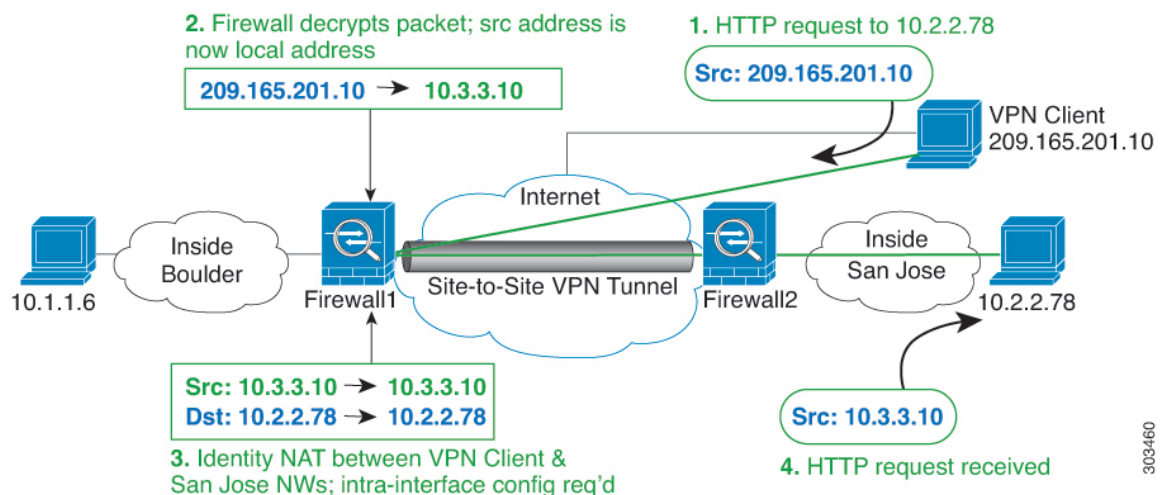 2. Firewall decrypts packet; src address is
now local address
209.165.201.10 → 10.3.3.10
1. HTTP request to 10.2.2.78
Src: 209.165.201.10
VPN Client
209.165.201.10
Internet
Inside
Boulder
10.1.1.6
Firewall1
Site-to-Site VPN Tunnel
Firewall2
Inside
San Jose
10.2.2.78
Src: 10.3.3.10 → 10.3.3.10
Dst: 10.2.2.78 → 10.2.2.78
3. Identity NAT between VPN Client &
San Jose NWs; intra-interface config req'd
Src: 10.3.3.10
4. HTTP request received
303460